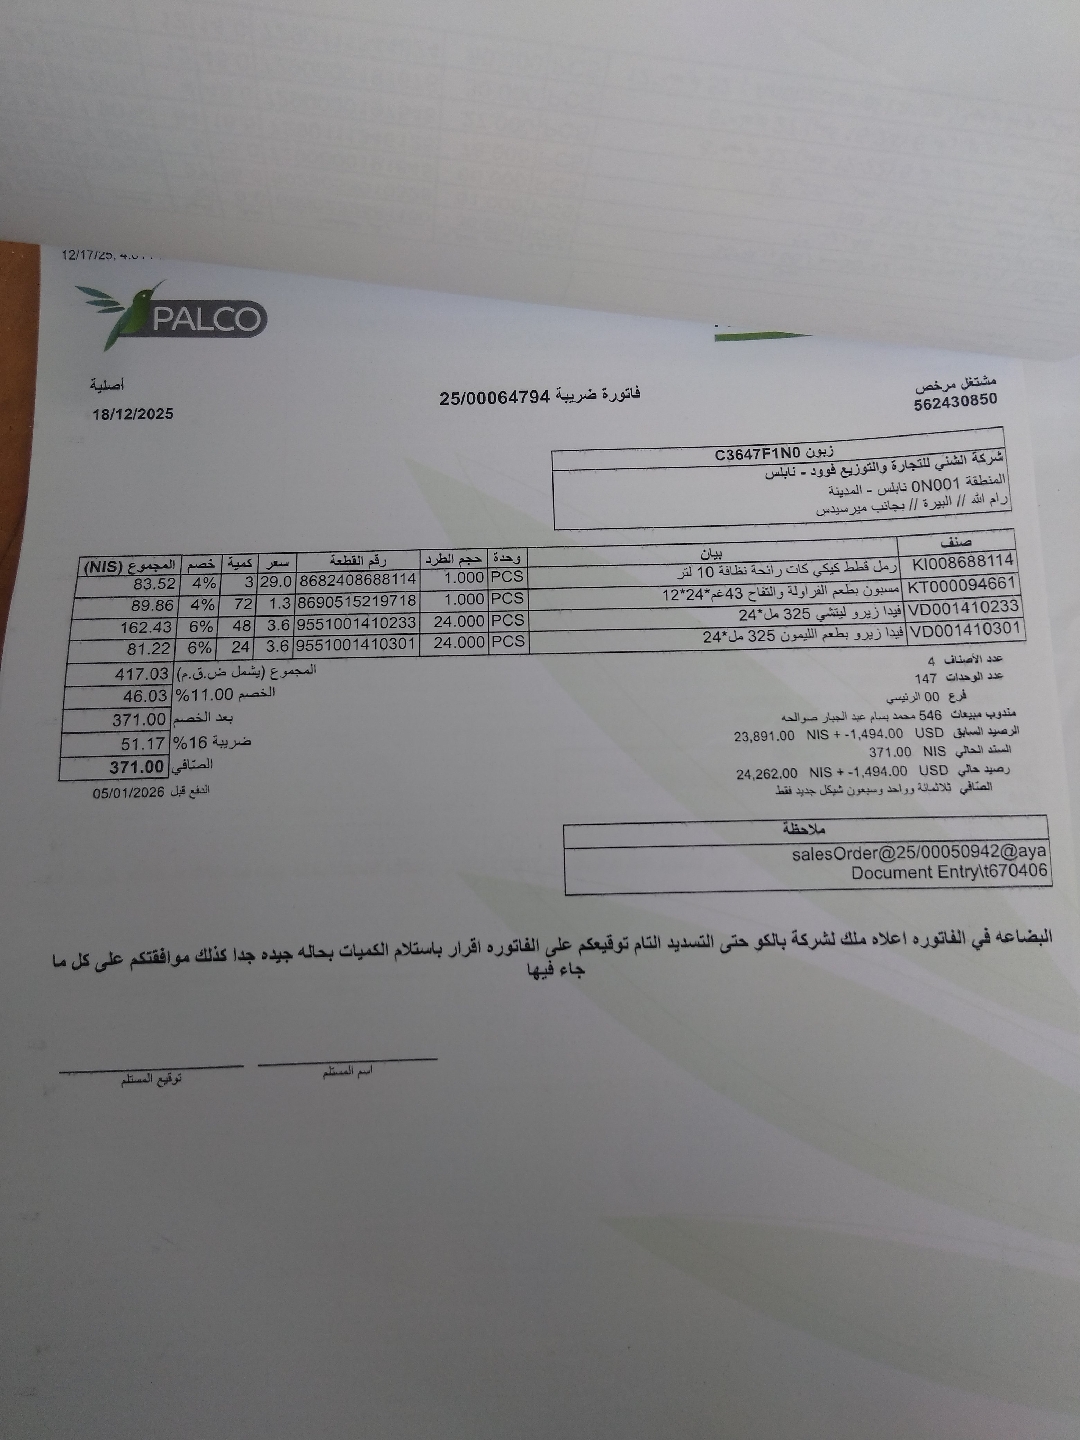 12/17/25, 4:0
PALCO
أصلية
18/12/2025
فاتورة ضريبة 25/00064794
مشتغل مرخص
562430850
زبون C3647F1N0
شركة الشني للتجارة والتوزيع فوود - نابلس
المنطقة 0N001 نابلس - المدينة
رام الله // البيرة // بجانب ميرسيدس
صنف بيان وحدة حجم الطرد رقم القطعة سعر كمية خصم المجموع (NIS)
KI008688114 رمل قطط كيكي كات رائحة نظافة 10 لتر PCS 1.000 8682408688114 29.0 3 4% 83.52
KT000094661 مسبون بطعم الفراولة والتفاح 43غم*24*12 PCS 1.000 8690515219718 1.3 72 4% 89.86
VD001410233 فيدا زيرو ليتشي 325 مل*24 PCS 24.000 9551001410233 3.6 48 6% 162.43
VD001410301 فيدا زيرو بطعم الليمون 325 مل*24 PCS 24.000 9551001410301 3.6 24 6% 81.22
المجموع (يشمل ض.ق.م) 417.03
الخصم 11.00% 46.03
بعد الخصم 371.00
ضريبة 16% 51.17
الصّافي 371.00
الدفع قبل 05/01/2026
عدد الأصناف 4
عدد الوحدات 147
فرع 00 الرئيسي
مندوب مبيعات 546 محمد بسام عبد الجبار صوالحه
الرصيد السابق 23,891.00 NIS + -1,494.00 USD
السند الحالي 371.00 NIS
رصيد حالي 24,262.00 NIS + -1,494.00 USD
الصّافي ثلاثمائة وواحد وسبعون شيكل جديد فقط
ملاحظة
salesOrder@25/00050942@aya
Document Entry\t670406
البضاعه في الفاتوره اعلاه ملك لشركة بالكو حتى التسديد التام توقيعكم على الفاتوره اقرار باستلام الكميات بحاله جيده جدا كذلك موافقتكم على كل ما
جاء فيها
اسم المستلم
توقيع المستلم